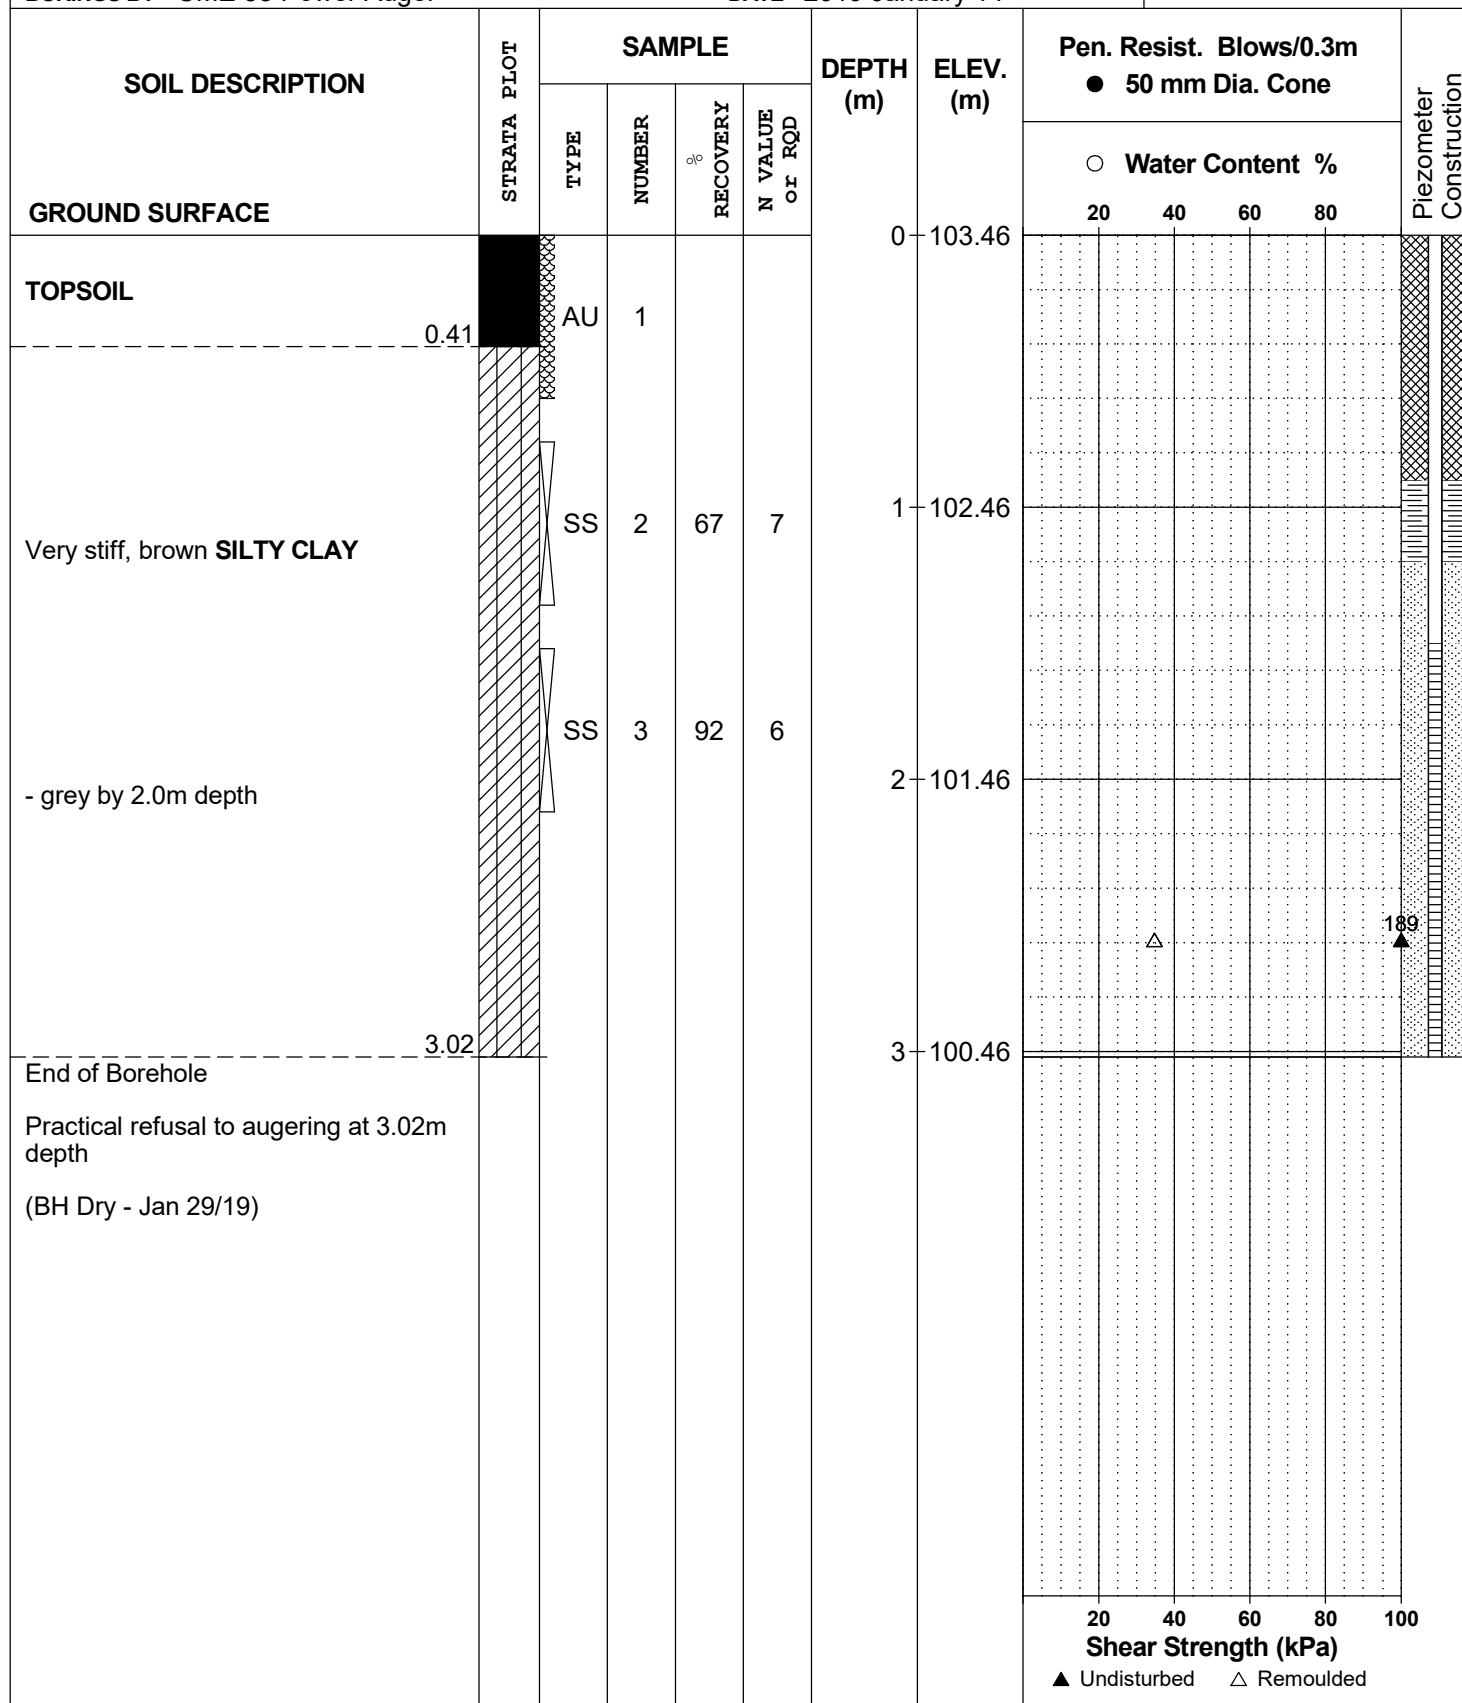 SOIL DESCRIPTION
GROUND SURFACE
STRATA PLOT
SAMPLE
TYPE
NUMBER
% RECOVERY
N VALUE or RQD
DEPTH (m)
ELEV. (m)
Pen. Resist. Blows/0.3m
● 50 mm Dia. Cone
○ Water Content %
20 40 60 80
Piezometer Construction
0 103.46
TOPSOIL
0.41
AU 1
1 102.46
SS 2 67 7
Very stiff, brown SILTY CLAY
SS 3 92 6
2 101.46
- grey by 2.0m depth
189
3.02
3 100.46
End of Borehole
Practical refusal to augering at 3.02m
depth
(BH Dry - Jan 29/19)
20 40 60 80 100
Shear Strength (kPa)
▲ Undisturbed △ Remoulded